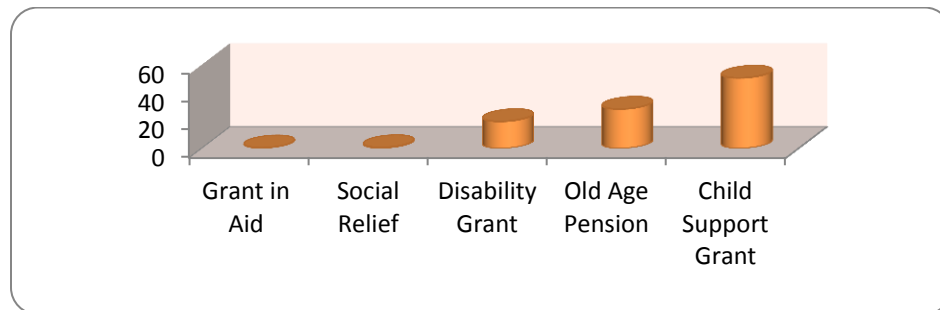 60
40
20
0
Grant in Aid
Social Relief
Disability Grant
Old Age Pension
Child Support Grant